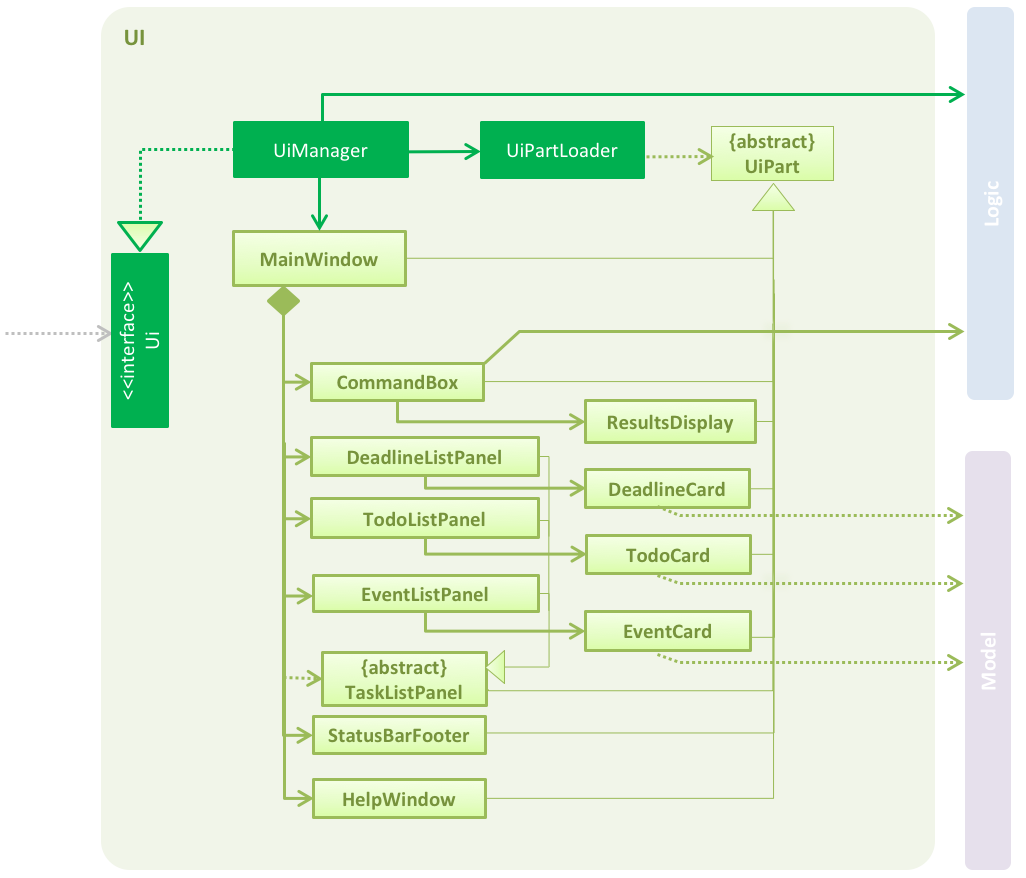 UI
UiManager
UiPartLoader
{abstract}
UiPart
Logic
MainWindow
<<interface>>
Ui
CommandBox
ResultsDisplay
DeadlineListPanel
DeadlineCard
TodoListPanel
TodoCard
EventListPanel
EventCard
{abstract}
TaskListPanel
Model
StatusBarFooter
HelpWindow